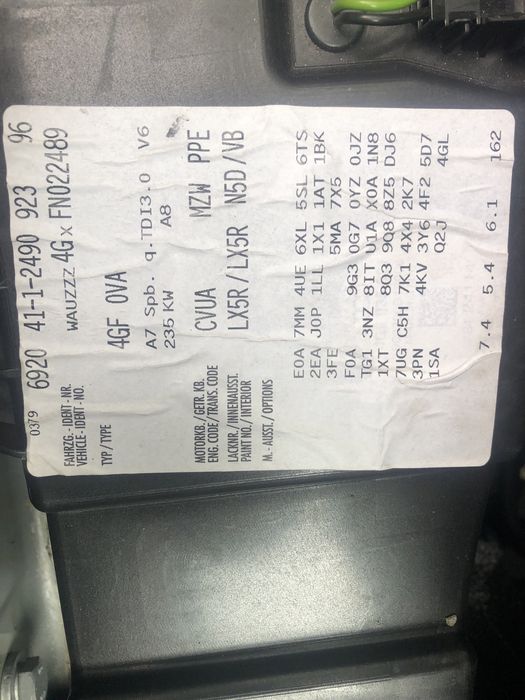 0379 6920 41-1-2490 923 96
FAHRZG.-IDENT-NR.
VEHICLE-IDENT-NO.
WAUZZZ 4G x FN022489
TYP/TYPE
4GF 0VA
A7 Spb. q.TDI3.0 V6
235 KW A8
MOTORKB./GETR.KB.
ENG.CODE/TRANS.CODE
CVUA MZW PPE
LACKNR./INNENAUSST.
PAINT NO./INTERIOR
LX5R/LX5R N5D/VB
M.-AUSST./OPTIONS
E0A 7MM 4UE 6XL 5SL 6TS
2EA J0P 1LL 1X1 1AT 1BK
3FE 5MA 7X5
F0A 9G3 0G7 0YZ 0JZ
TG1 3NZ 8IT U1A X0A 1N8
1XT 8Q3 9Q8 8Z5 DJ6
7UG C5H 7K1 4X4 2K7
3PN 4KV 3Y6 4F2 5D7
1SA Q2J 4GL
7.4 5.4 6.1 162